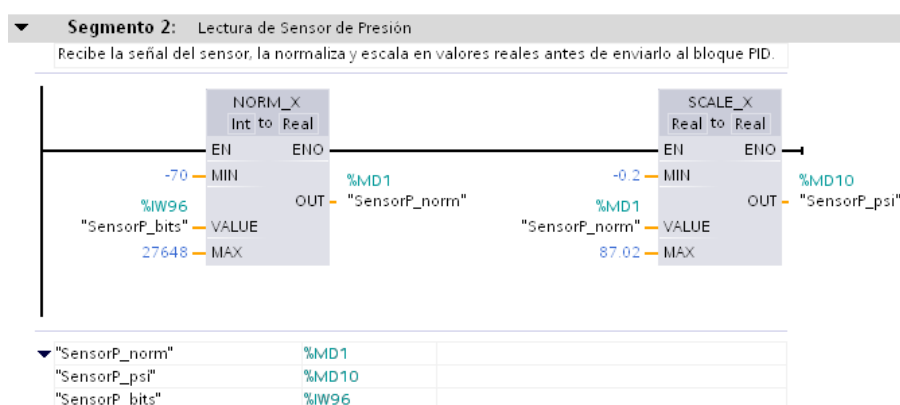 Segmento 2: Lectura de Sensor de Presión
Recibe la señal del sensor, la normaliza y escala en valores reales antes de enviarlo al bloque PID.
NORM_X
Int to Real
EN ENO
-70 MIN
%MD1
OUT "SensorP_norm"
%IW96
"SensorP_bits" VALUE
27648 MAX
SCALE_X
Real to Real
EN ENO
-0.2 MIN
%MD10
OUT "SensorP_psi"
%MD1
"SensorP_norm" VALUE
87.02 MAX
"SensorP_norm" %MD1
"SensorP_psi" %MD10
"SensorP_bits" %IW96